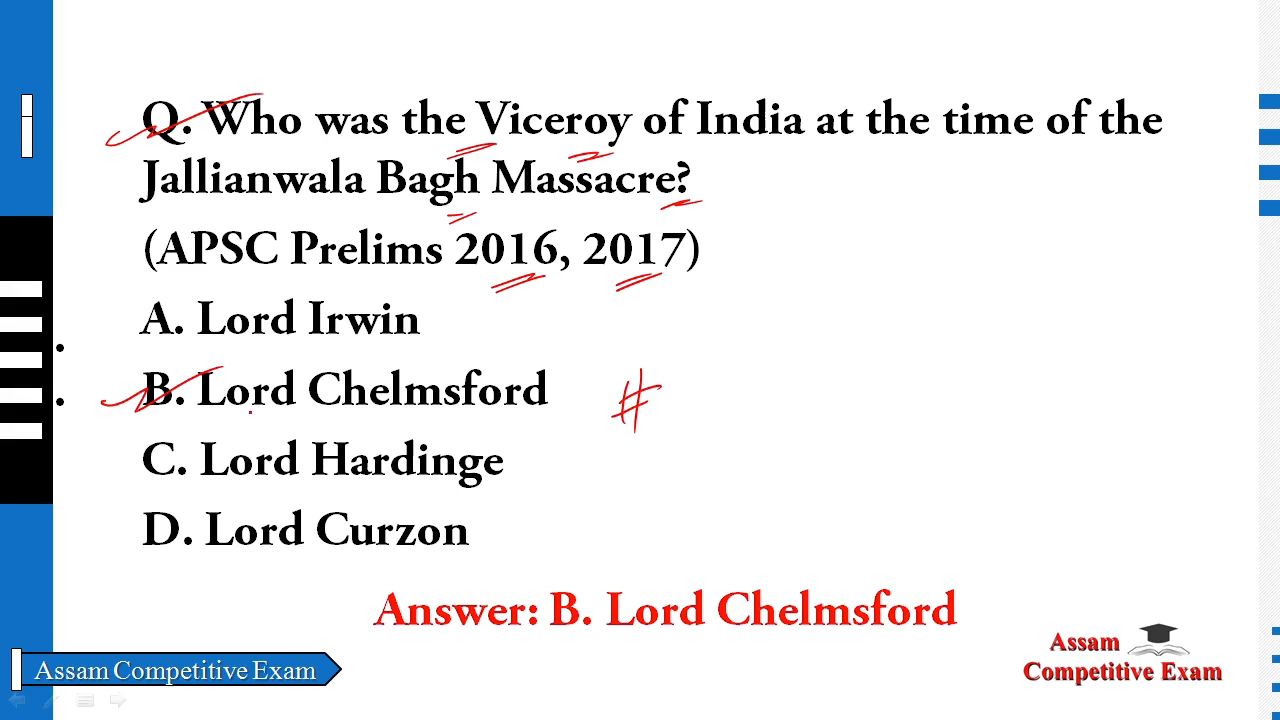 Q. Who was the Viceroy of India at the time of the
Jallianwala Bagh Massacre?
(APSC Prelims 2016, 2017)
A. Lord Irwin
B. Lord Chelmsford
#
C. Lord Hardinge
D. Lord Curzon
Answer: B. Lord Chelmsford
Assam Competitive Exam
Assam
Competitive Exam